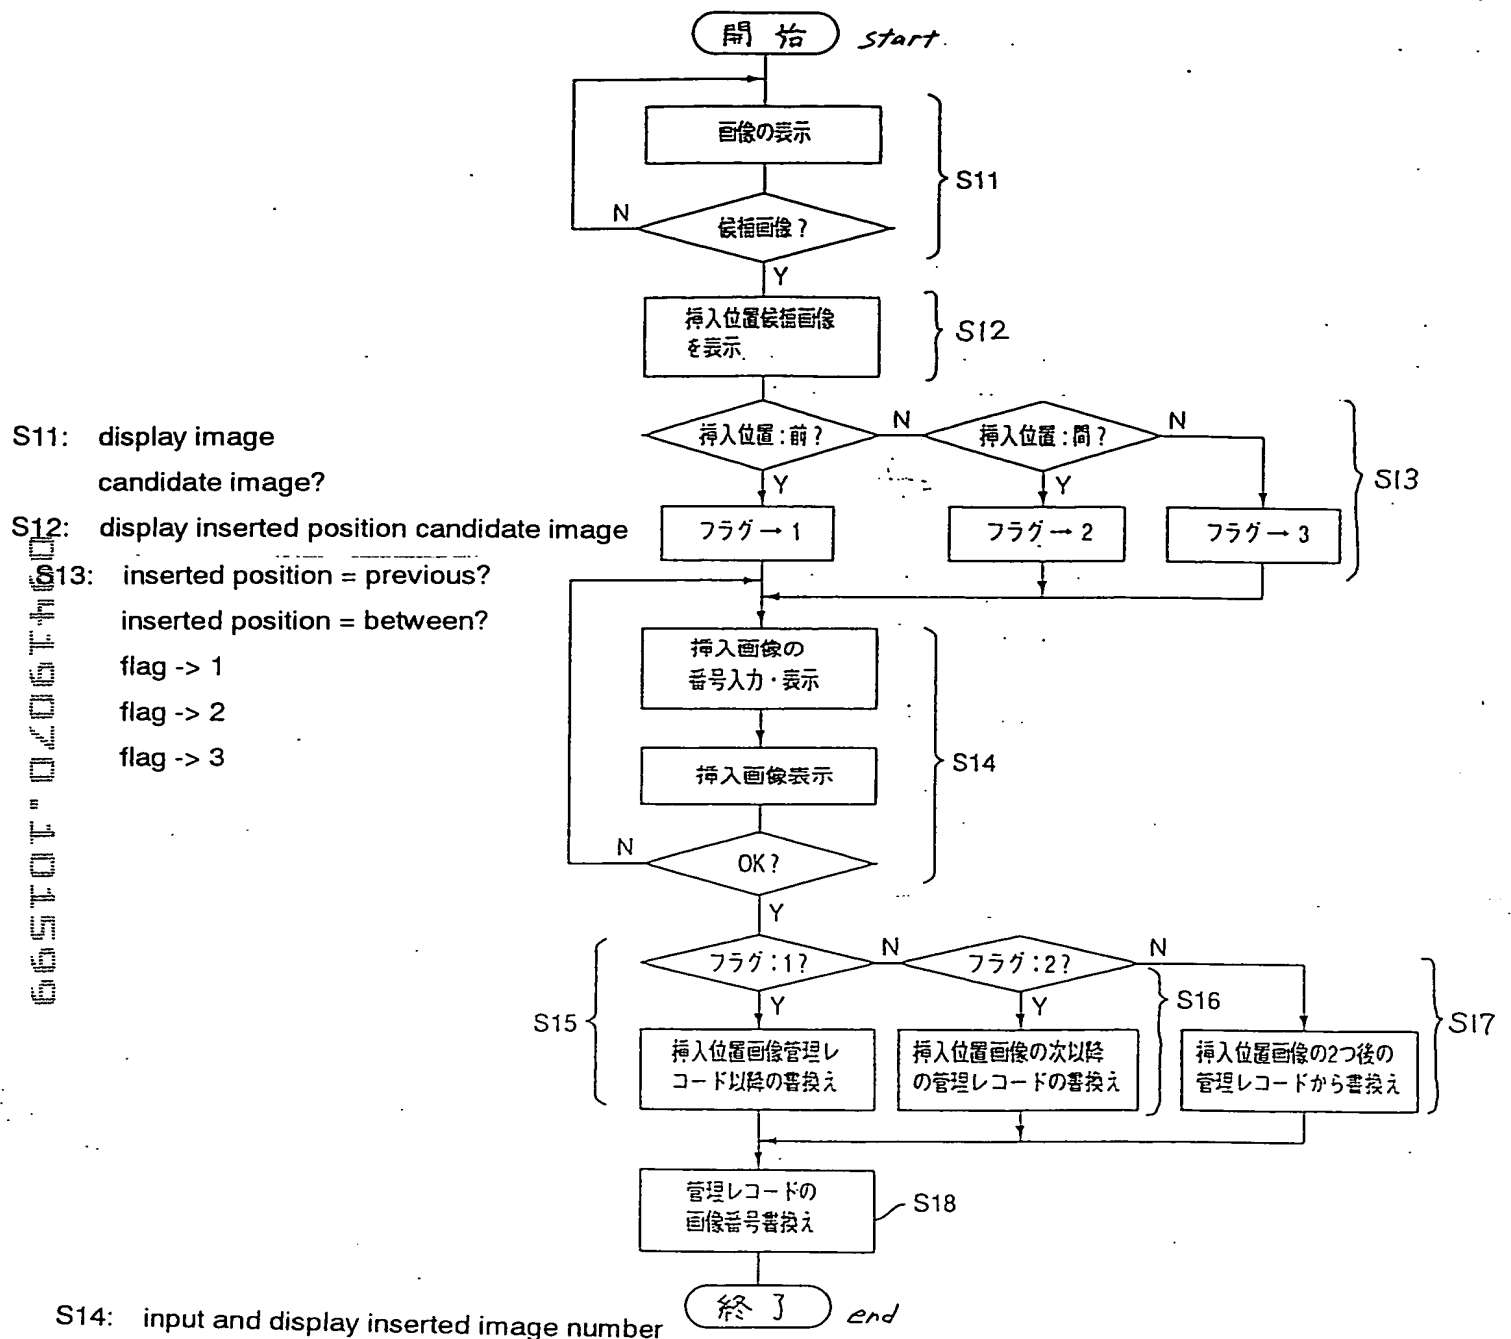 開始 start
画像の表示
S11
N
候補画像?
Y
挿入位置候補画像
を表示
S12
S11: display image
candidate image?
S12: display inserted position candidate image
S13: inserted position = previous?
inserted position = between?
flag -> 1
flag -> 2
flag -> 3
09419070.101599
挿入位置:前?
N
挿入位置:間?
N
S13
Y
Y
フラグ→1
フラグ→2
フラグ→3
挿入画像の
番号入力・表示
挿入画像表示
S14
N
OK?
Y
フラグ:1?
N
フラグ:2?
N
S15
Y
Y
S16
S17
挿入位置画像管理レ
コード以降の書換え
挿入位置画像の次以降
の管理レコードの書換え
挿入位置画像の2つ後の
管理レコードから書換え
管理レコードの
画像番号書換え
S18
終了 end
S14: input and display inserted image number